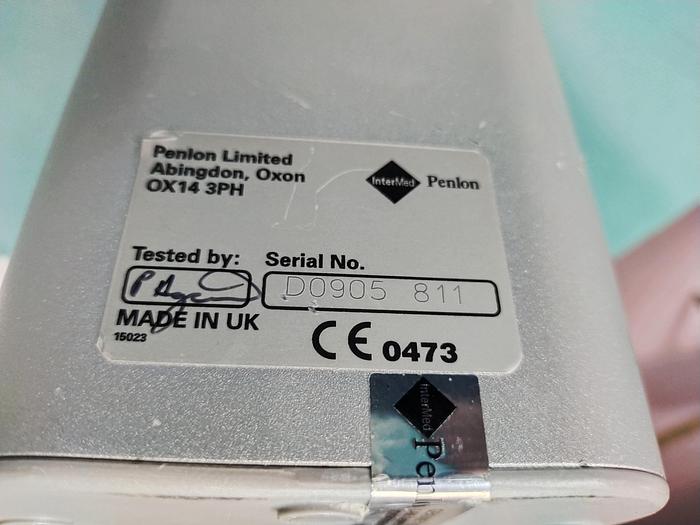 Penlon Limited
Abingdon, Oxon
OX14 3PH
InterMed Penlon
Tested by: Serial No.
D0905 811
MADE IN UK
15023
CE 0473
InterMed
Pen